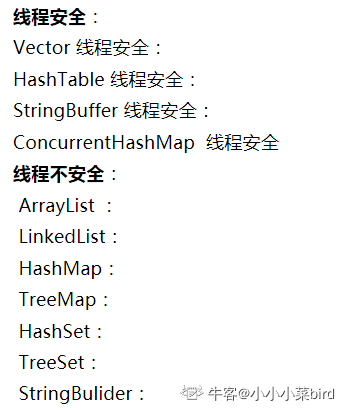 线程安全：
Vector 线程安全：
HashTable 线程安全：
StringBuffer 线程安全：
ConcurrentHashMap 线程安全
线程不安全：
ArrayList ：
LinkedList：
HashMap：
TreeMap：
HashSet：
TreeSet：
StringBulider：
牛客@小小小菜bird